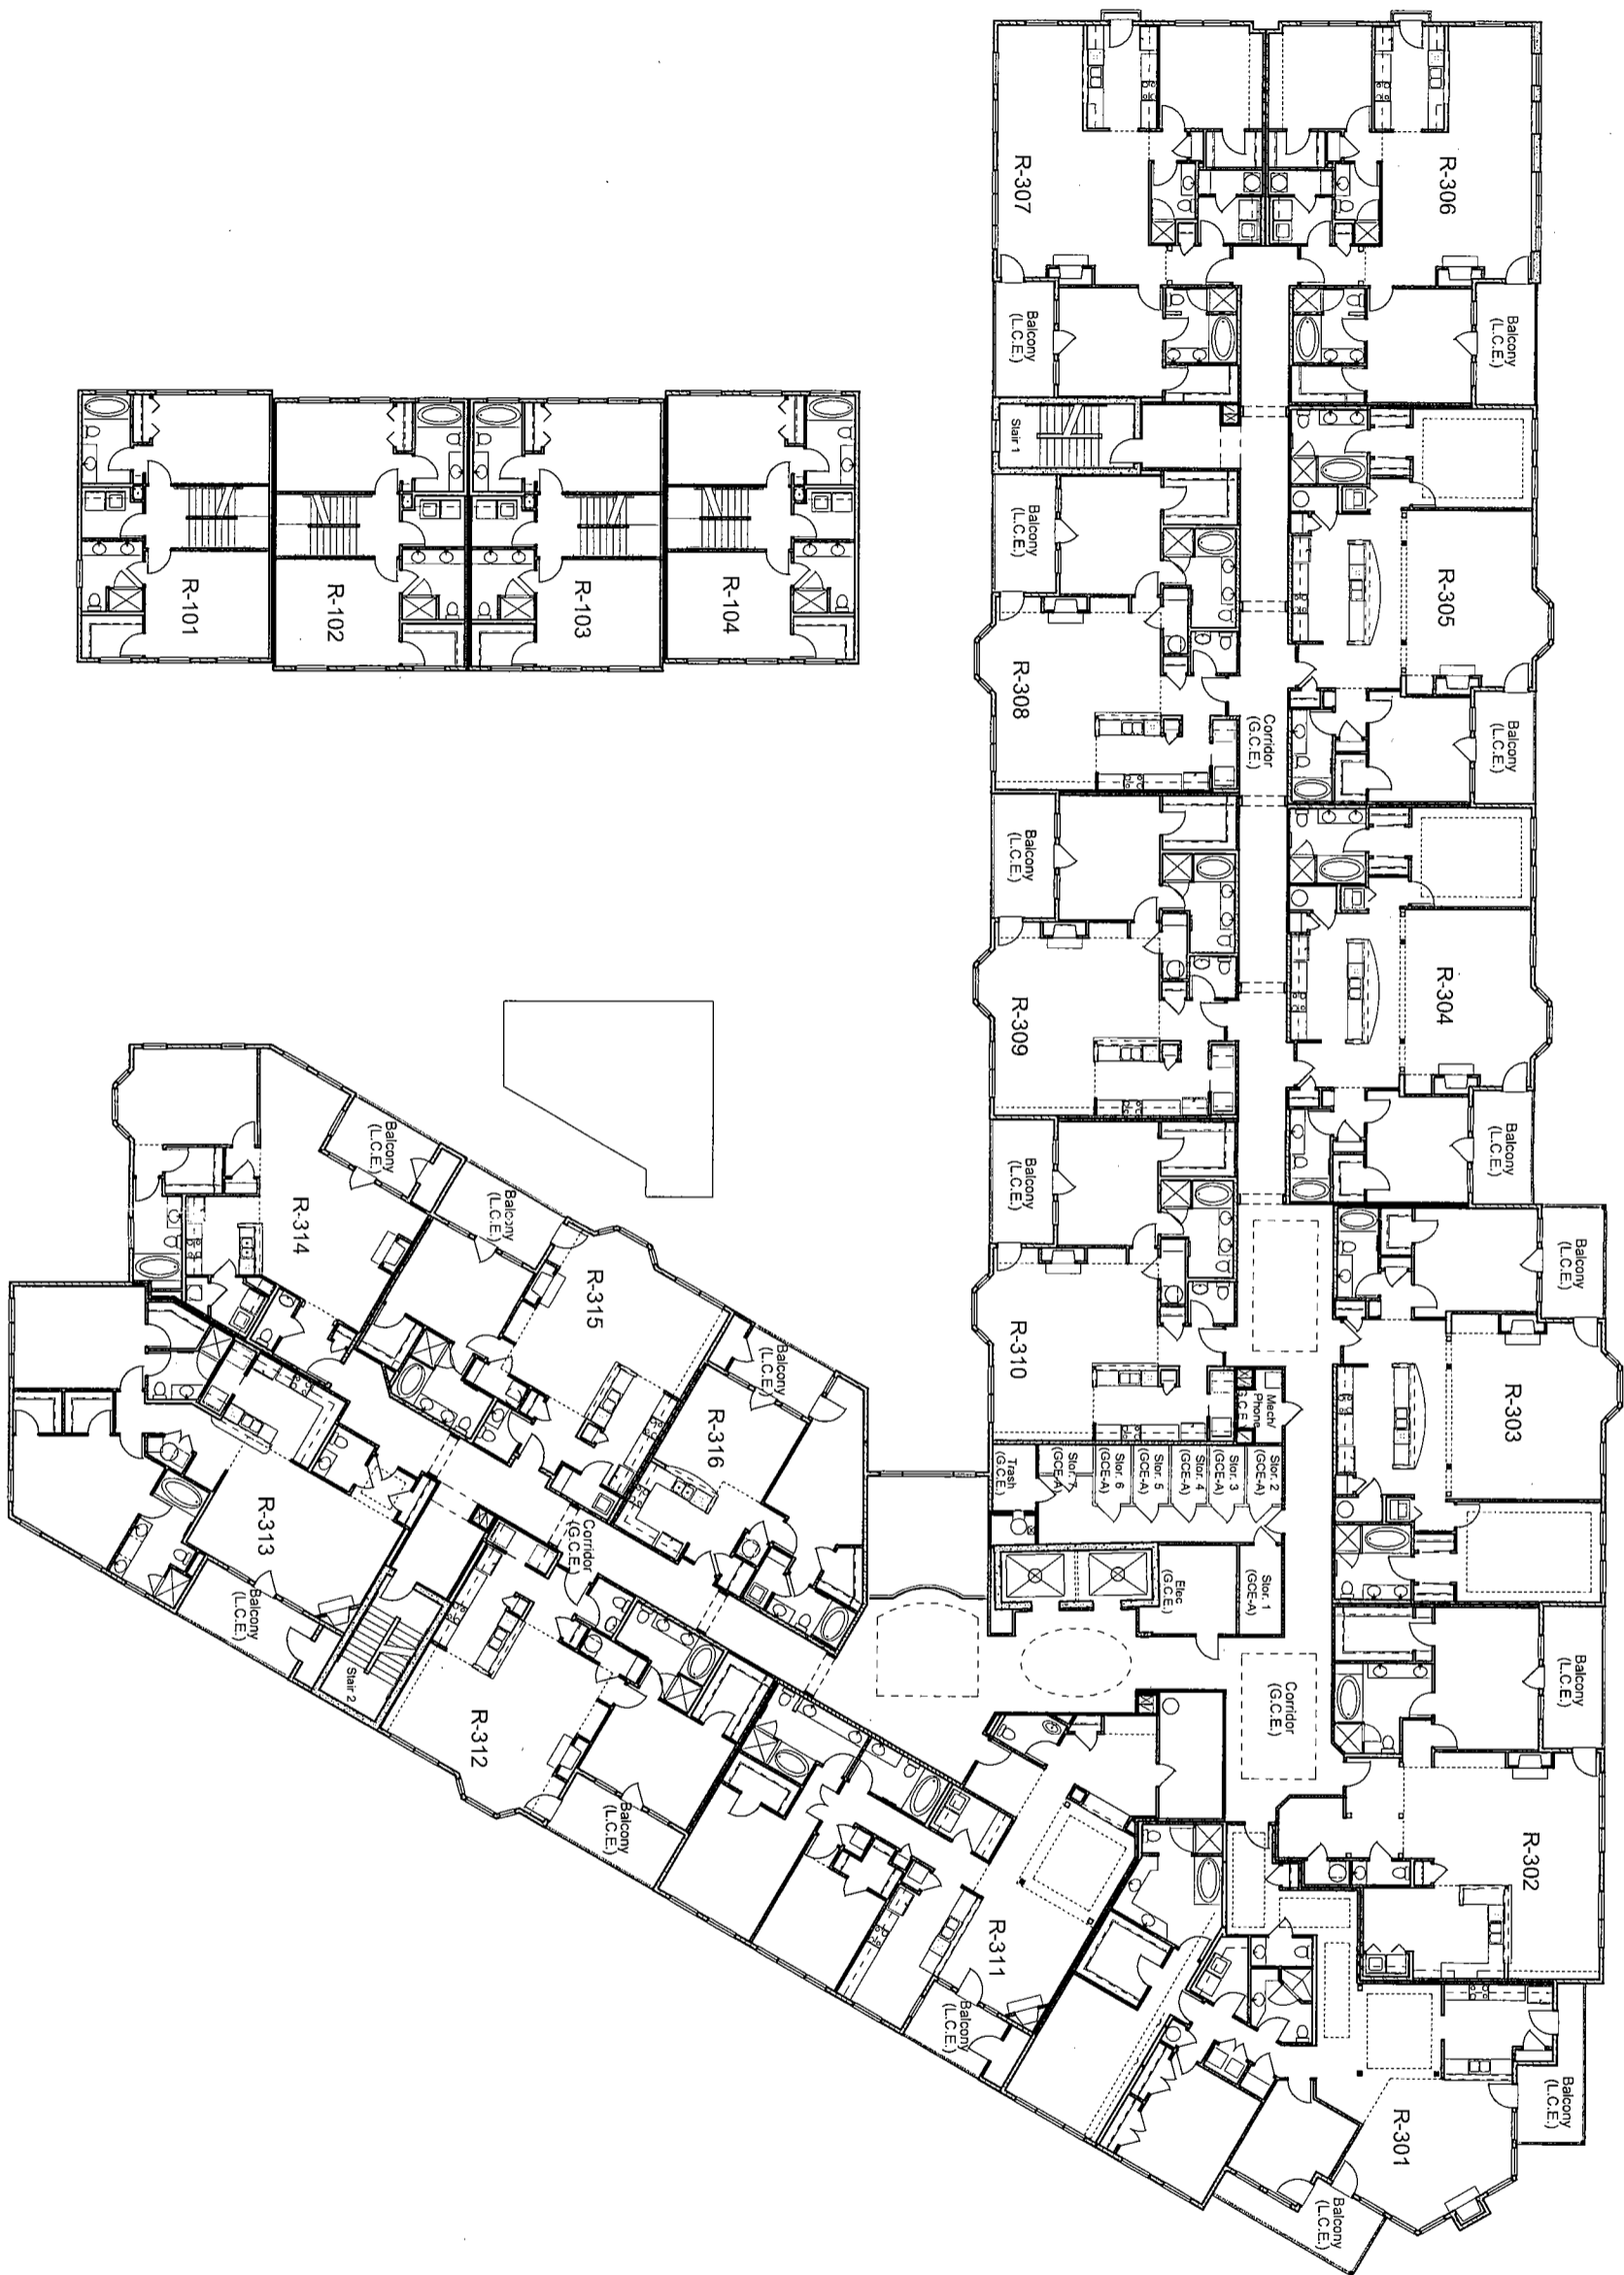 R-307
R-306
Balcony
(L.C.E.)
Balcony
(L.C.E.)
Stair 1
Balcony
(L.C.E.)
R-305
R-101
R-102
R-103
R-104
R-308
Corridor
(G.C.E.)
Balcony
(L.C.E.)
Balcony
(L.C.E.)
R-304
R-309
Balcony
(L.C.E.)
Balcony
(L.C.E.)
Balcony
(L.C.E.)
R-310
Mech/
Phone
(G.C.E.)
R-303
Balcony
(L.C.E.)
R-314
Balcony
(L.C.E.)
R-315
Balcony
(L.C.E.)
R-316
Trash
(G.C.E.)
Stor. 7
(GCE-A)
Stor. 6
(GCE-A)
Stor. 5
(GCE-A)
Stor. 4
(GCE-A)
Stor. 3
(GCE-A)
Stor. 2
(GCE-A)
R-313
Corridor
(G.C.E.)
Elec
(G.C.E.)
Stor. 1
(GCE-A)
Balcony
(L.C.E.)
Stair 2
Balcony
(L.C.E.)
Corridor
(G.C.E.)
R-312
Balcony
(L.C.E.)
R-302
R-311
Balcony
(L.C.E.)
Balcony
(L.C.E.)
R-301
Balcony
(L.C.E.)